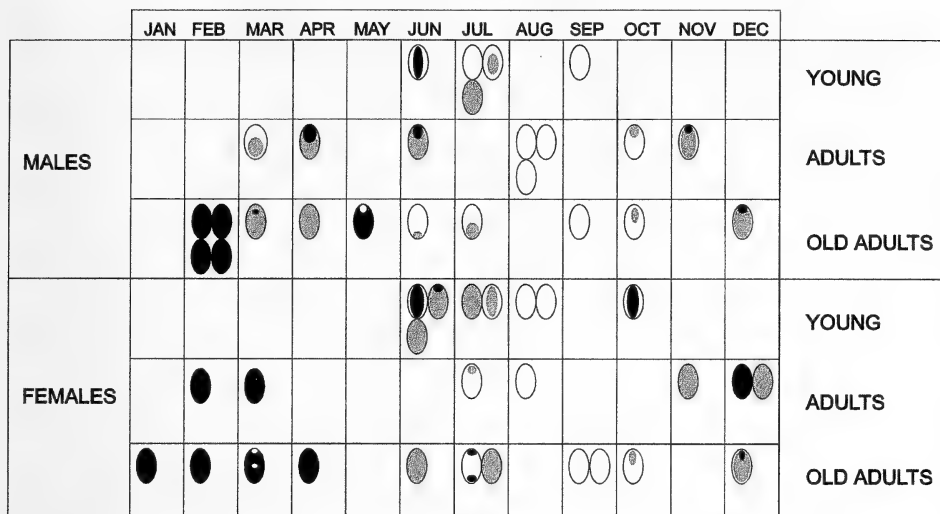 JAN FEB MAR APR MAY JUN JUL AUG SEP OCT NOV DEC
YOUNG
MALES
ADULTS
OLD ADULTS
YOUNG
FEMALES
ADULTS
OLD ADULTS